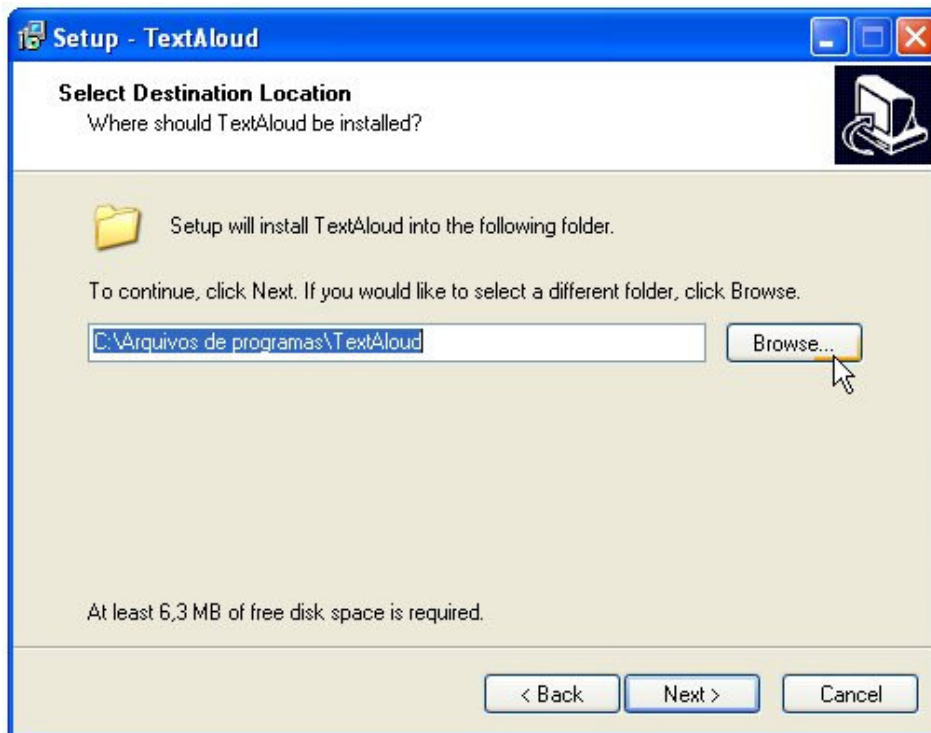 Setup - TextAloud
Select Destination Location
Where should TextAloud be installed?
Setup will install TextAloud into the following folder.
To continue, click Next. If you would like to select a different folder, click Browse.
C:\Arquivos de programas\TextAloud
Browse...
At least 6,3 MB of free disk space is required.
< Back
Next >
Cancel